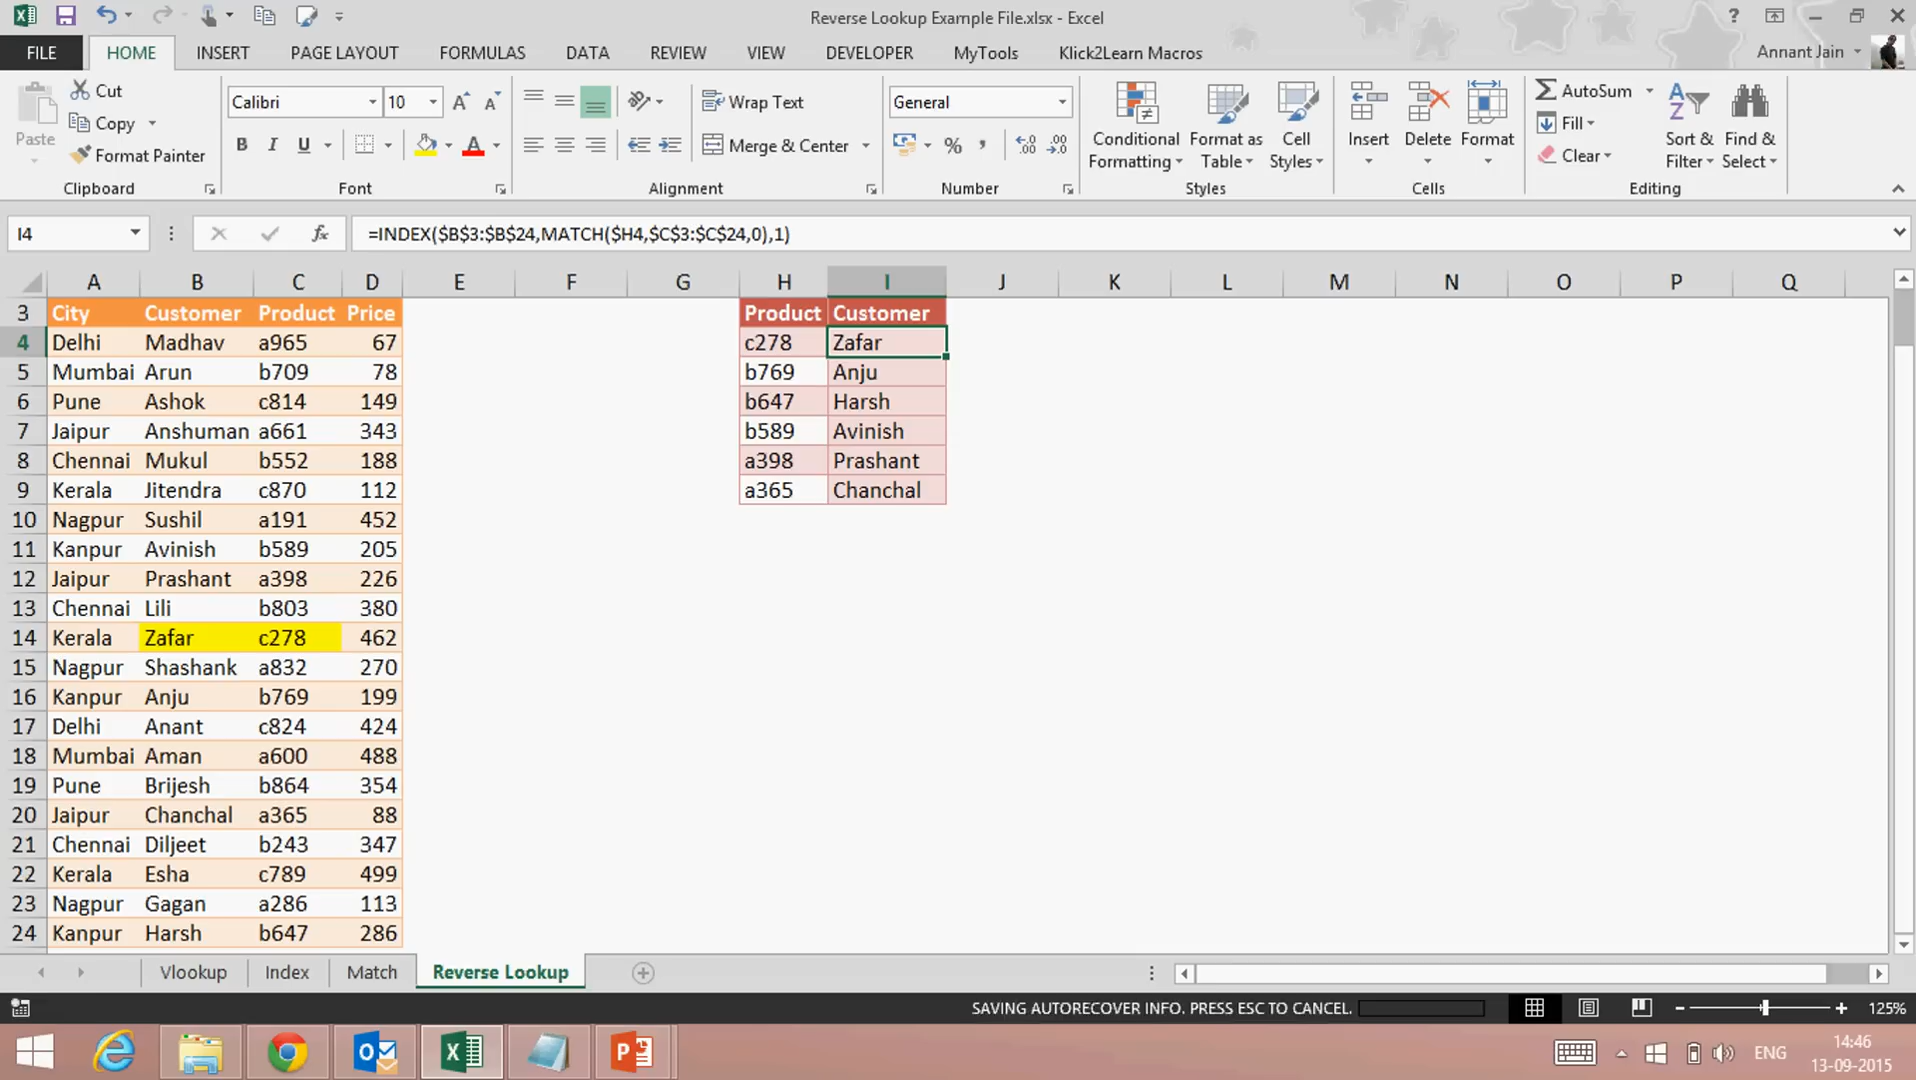 Reverse Lookup Example File.xlsx - Excel
?
FILE HOME INSERT PAGE LAYOUT FORMULAS DATA REVIEW VIEW DEVELOPER MyTools Klick2Learn Macros Annant Jain
Paste
Cut
Copy
Format Painter
Clipboard
Calibri 10
B I U A
Font
Wrap Text
Merge & Center
Alignment
General
% ,
Number
Conditional Formatting
Format as Table
Cell Styles
Styles
Insert Delete Format
Cells
AutoSum
Fill
Clear
Sort & Filter
Find & Select
Editing
I4 fx =INDEX($B$3:$B$24,MATCH($H4,$C$3:$C$24,0),1)
A B C D E F G H I J K L M N O P Q
3 City Customer Product Price Product Customer
4 Delhi Madhav a965 67 c278 Zafar
5 Mumbai Arun b709 78 b769 Anju
6 Pune Ashok c814 149 b647 Harsh
7 Jaipur Anshuman a661 343 b589 Avinish
8 Chennai Mukul b552 188 a398 Prashant
9 Kerala Jitendra c870 112 a365 Chanchal
10 Nagpur Sushil a191 452
11 Kanpur Avinish b589 205
12 Jaipur Prashant a398 226
13 Chennai Lili b803 380
14 Kerala Zafar c278 462
15 Nagpur Shashank a832 270
16 Kanpur Anju b769 199
17 Delhi Anant c824 424
18 Mumbai Aman a600 488
19 Pune Brijesh b864 354
20 Jaipur Chanchal a365 88
21 Chennai Diljeet b243 347
22 Kerala Esha c789 499
23 Nagpur Gagan a286 113
24 Kanpur Harsh b647 286
Vlookup Index Match Reverse Lookup
SAVING AUTORECOVER INFO. PRESS ESC TO CANCEL. 125%
ENG
14:46
13-09-2015